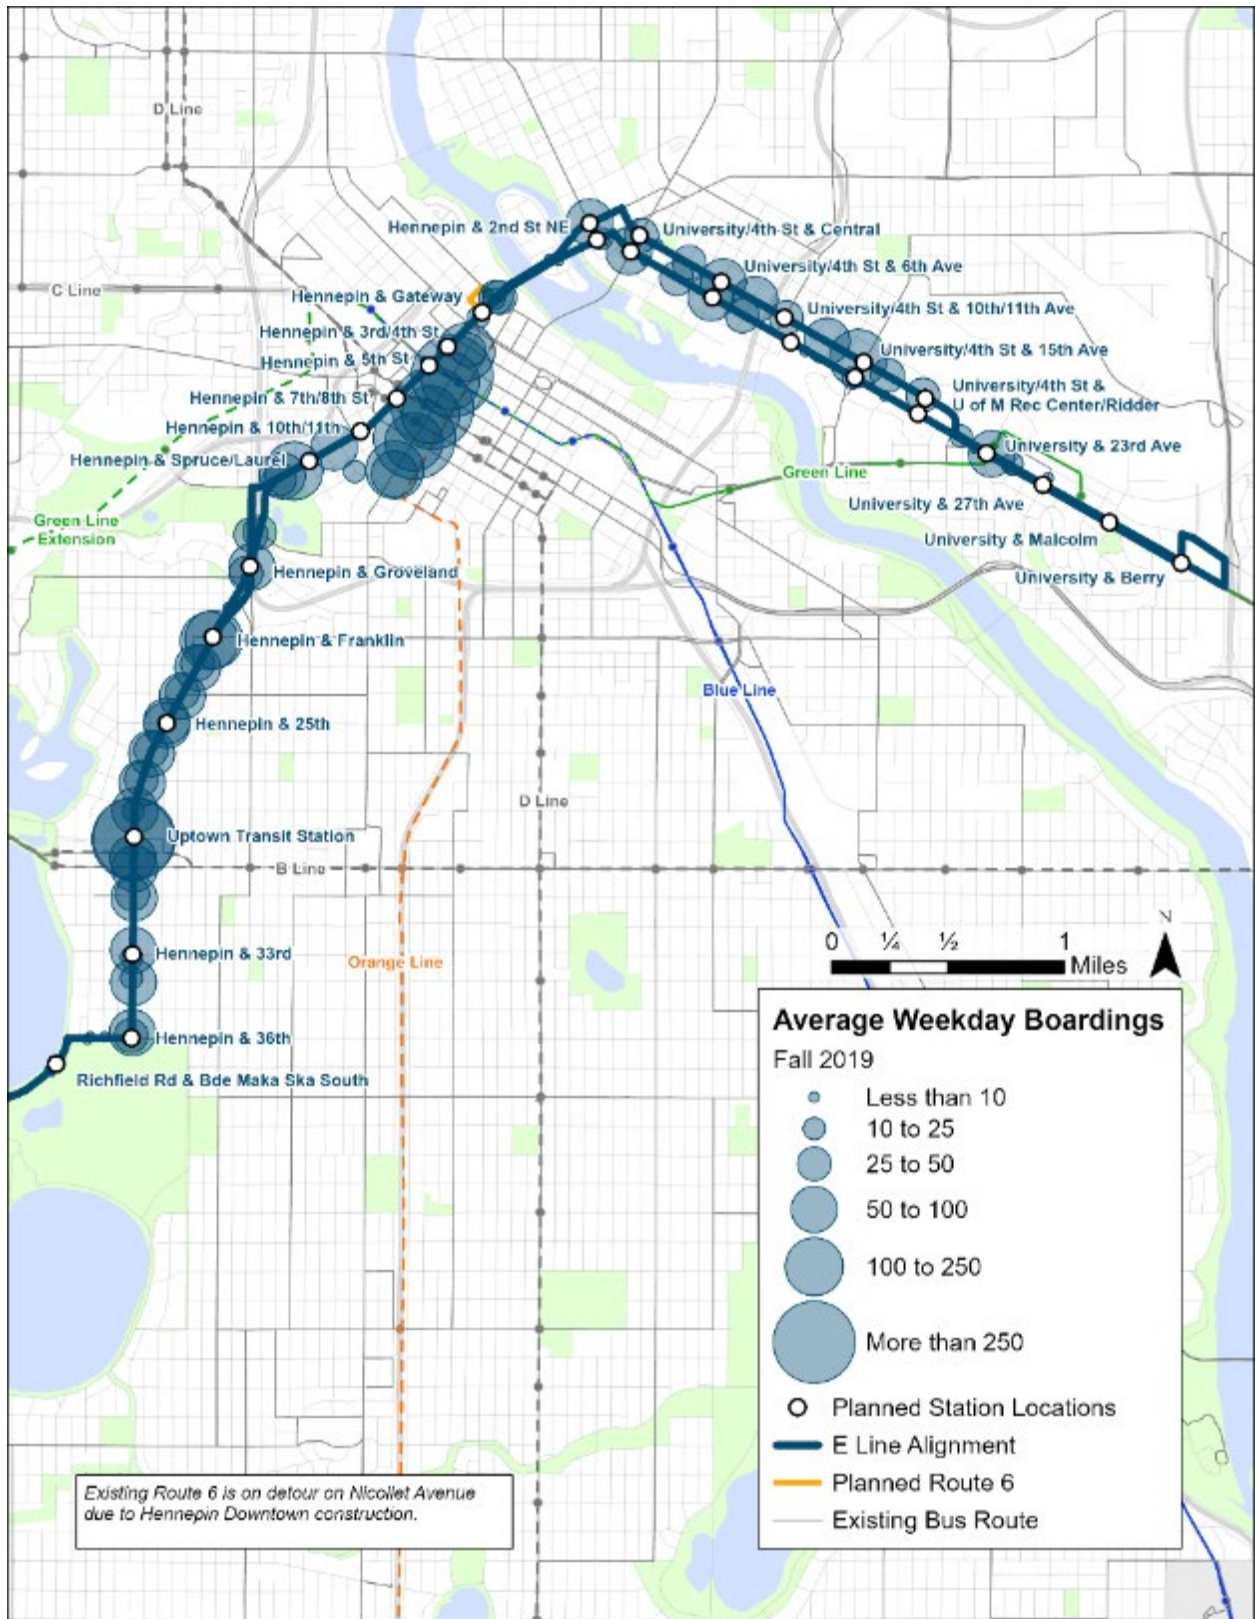 D Line
Hennepin & 2nd St NE
University/4th St & Central
University/4th St & 6th Ave
C Line
Hennepin & Gateway
University/4th St & 10th/11th Ave
Hennepin & 3rd/4th St
University/4th St & 15th Ave
Hennepin & 5th St
University/4th St &
U of M Rec Center/Ridder
Hennepin & 7th/8th St
Hennepin & 10th/11th
University & 23rd Ave
Hennepin & Spruce/Laurel
Green Line
University & 27th Ave
Green Line
Extension
University & Malcolm
Hennepin & Groveland
University & Berry
Hennepin & Franklin
Blue Line
Hennepin & 25th
D Line
Uptown Transit Station
B Line
N
0 ¼ ½ 1
Miles
Hennepin & 33rd
Orange Line
Hennepin & 36th
Richfield Rd & Bde Maka Ska South
Average Weekday Boardings
Fall 2019
Less than 10
10 to 25
25 to 50
50 to 100
100 to 250
More than 250
Planned Station Locations
E Line Alignment
Planned Route 6
Existing Bus Route
Existing Route 6 is on detour on Nicollet Avenue
due to Hennepin Downtown construction.